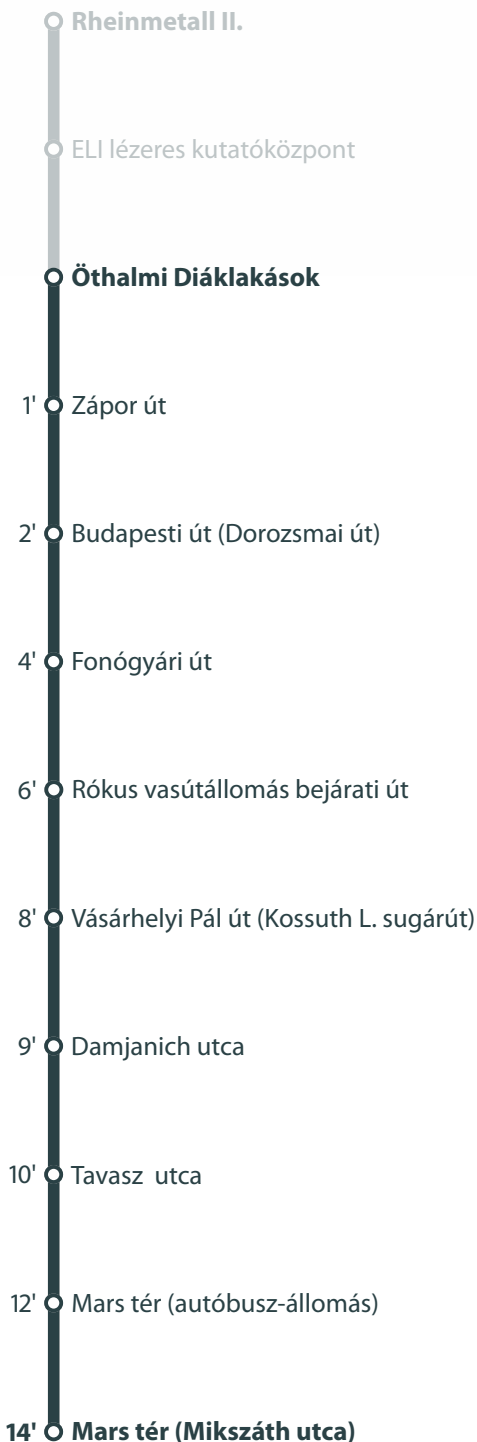 Rheinmetall II.
ELI lézeres kutatóközpont
Öthalmi Diáklakások
1' Zápor út
2' Budapesti út (Dorozsmai út)
4' Fonógyári út
6' Rókus vasútállomás bejárati út
8' Vásárhelyi Pál út (Kossuth L. sugárút)
9' Damjanich utca
10' Tavasz utca
12' Mars tér (autóbusz-állomás)
14' Mars tér (Mikszáth utca)